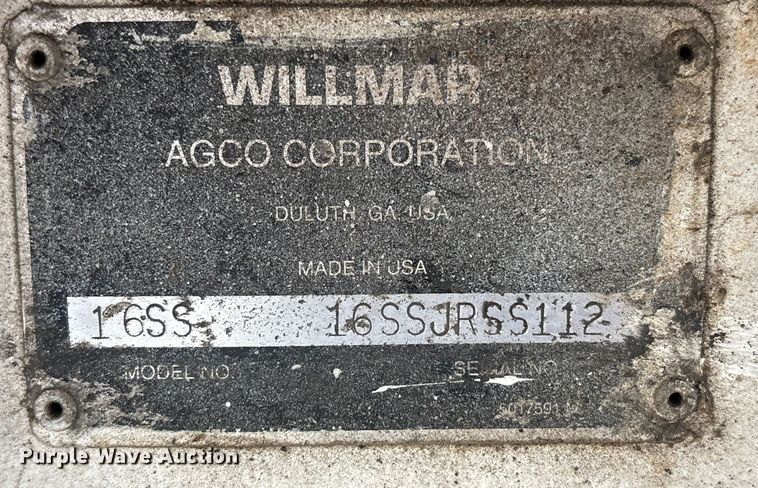 WILLMAR
AGCO CORPORATION
DULUTH, GA. USA
MADE IN USA
16SS 16SSJRSS112
MODEL NO. SERIAL NO.
Purple Wave Auction